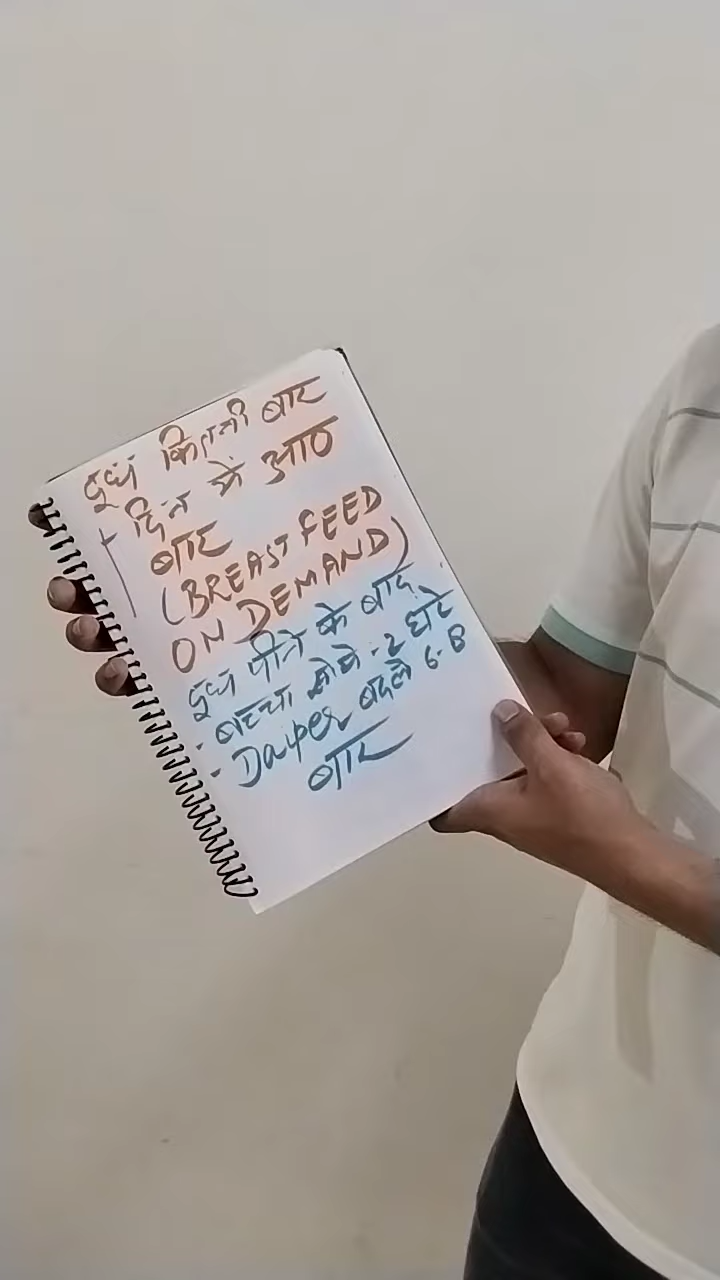 दूध कितनी बार
+ दिन में आठ
बार
(BREAST FEED
ON DEMAND)
दूध पीने के बाद
• बच्चा सोये - 2 घंटे
• Daiper बदले 6-8
बार